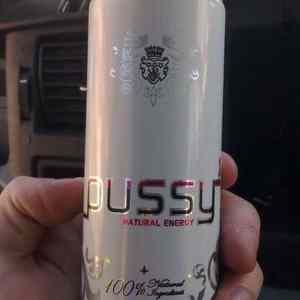 pussy
NATURAL ENERGY
100% Natural
Ingredients